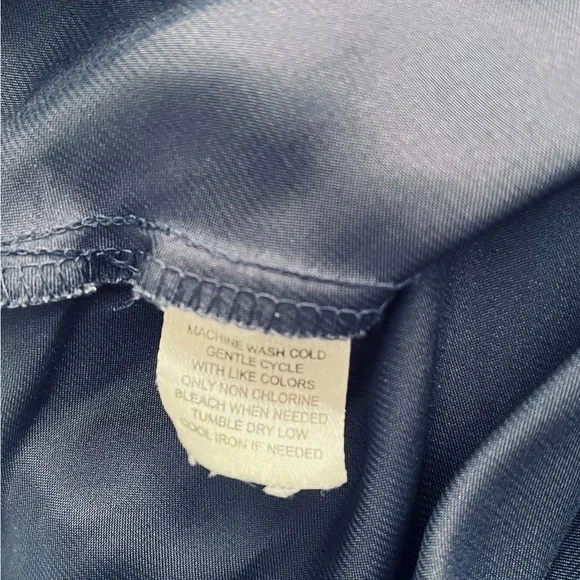 MACHINE WASH COLD
GENTLE CYCLE
WITH LIKE COLORS
ONLY NON CHLORINE
BLEACH WHEN NEEDED
TUMBLE DRY LOW
COOL IRON IF NEEDED